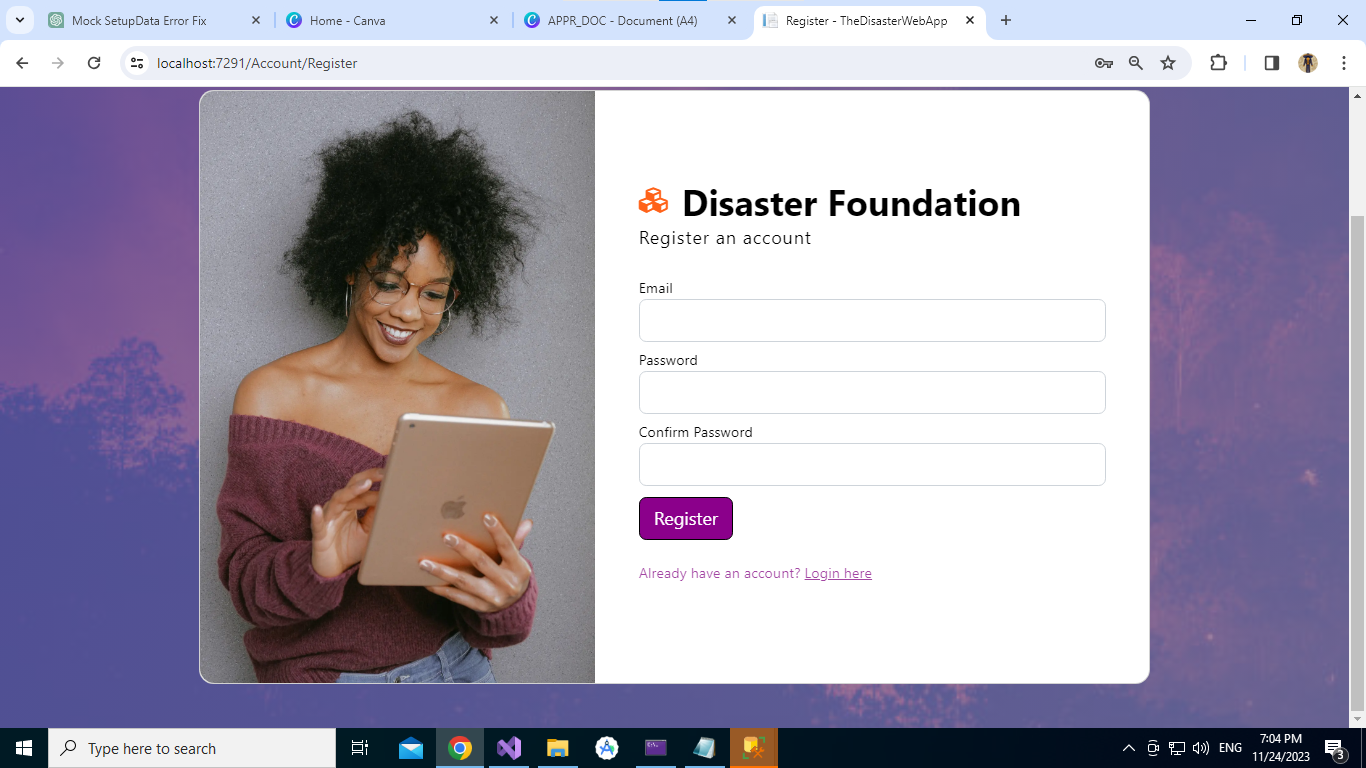 Mock SetupData Error Fix
Home - Canva
APPR_DOC - Document (A4)
Register - TheDisasterWebApp
localhost:7291/Account/Register
Disaster Foundation
Register an account
Email
Password
Confirm Password
Register
Already have an account? Login here
Type here to search
ENG
7:04 PM
11/24/2023
3